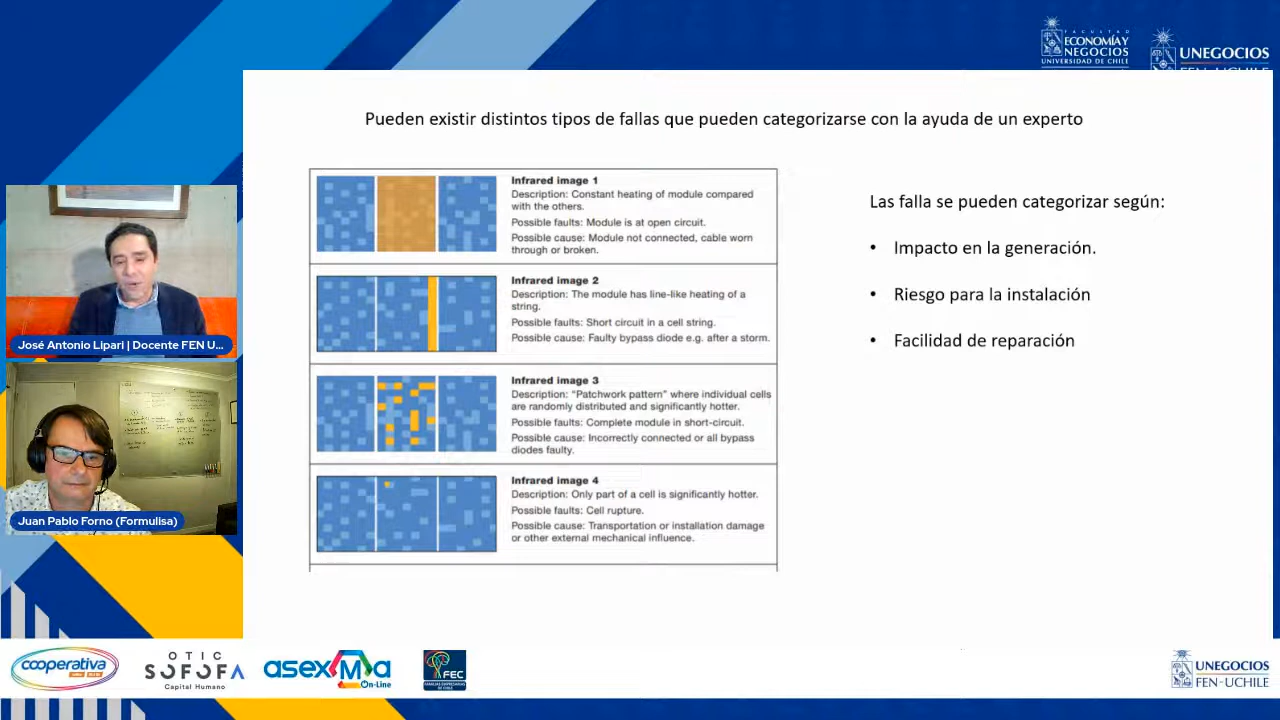 FACULTAD
ECONOMÍA Y
NEGOCIOS
UNIVERSIDAD DE CHILE
UNEGOCIOS
FEN-UCHILE
Pueden existir distintos tipos de fallas que pueden categorizarse con la ayuda de un experto
Infrared image 1
Description: Constant heating of module compared
with the others.
Possible faults: Module is at open circuit.
Possible cause: Module not connected, cable worn
through or broken.
Infrared image 2
Description: The module has line-like heating of a
string.
Possible faults: Short circuit in a cell string.
Possible cause: Faulty bypass diode e.g. after a storm.
Infrared image 3
Description: “Patchwork pattern” where individual cells
are randomly distributed and significantly hotter.
Possible faults: Complete module in short-circuit.
Possible cause: Incorrectly connected or all bypass
diodes faulty.
Infrared image 4
Description: Only part of a cell is significantly hotter.
Possible faults: Cell rupture.
Possible cause: Transportation or installation damage
or other external mechanical influence.
Las falla se pueden categorizar según:
• Impacto en la generación.
• Riesgo para la instalación
• Facilidad de reparación
José Antonio Lipari | Docente FEN U...
Juan Pablo Forno (Formulisa)
cooperativa
OTIC
SOFOFA
Capital Humano
asexma
On-Line
FEC
FAMILIAS EMPRESARIAS
DE CHILE
UNEGOCIOS
FEN-UCHILE